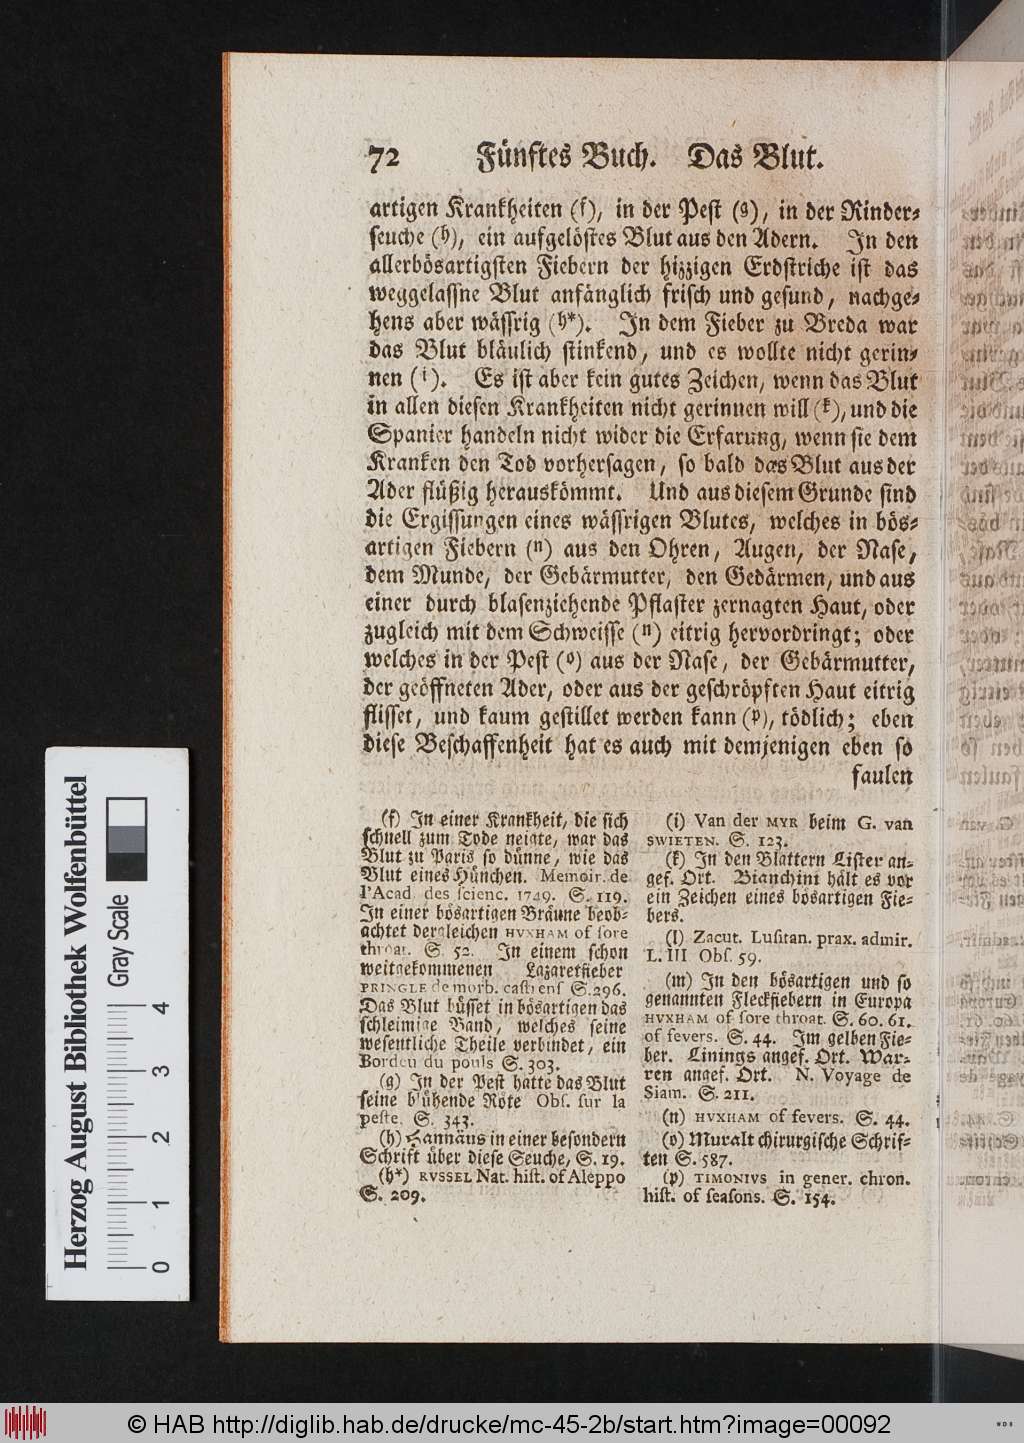 72 Fünftes Buch. Das Blut.
artigen Krankheiten (f), in der Pest (g), in der Rinder-
seuche (h), ein aufgelöstes Blut aus den Adern. In den
allerbösartigsten Fiebern der hizzigen Erdstriche ist das
weggelassne Blut anfänglich frisch und gesund, nachge-
hens aber wässrig (h*). In dem Fieber zu Breda war
das Blut bläulich stinkend, und es wollte nicht gerin-
nen (i). Es ist aber kein gutes Zeichen, wenn das Blut
in allen diesen Krankheiten nicht gerinnen will (k), und die
Spanier handeln nicht wider die Erfarung, wenn sie dem
Kranken den Tod vorhersagen, so bald das Blut aus der
Ader flüßig herauskömmt. Und aus diesem Grunde sind
die Ergissungen eines wässrigen Blutes, welches in bös-
artigen Fiebern (n) aus den Ohren, Augen, der Nase,
dem Munde, der Gebärmutter, den Gedärmen, und aus
einer durch blasenziehende Pflaster zernagten Haut, oder
zugleich mit dem Schweisse (n) eitrig hervordringt; oder
welches in der Pest (o) aus der Nase, der Gebärmutter,
der geöffneten Ader, oder aus der geschröpften Haut eitrig
flisset, und kaum gestillet werden kann (p), tödlich; eben
diese Beschaffenheit hat es auch mit demjenigen eben so
faulen
(f) In einer Krankheit, die sich
schnell zum Tode neigte, war das
Blut zu Paris so dünne, wie das
Blut eines Hünchen. Memoir. de
l'Acad. des scienc. 1749. S. 119.
In einer bösartigen Bräune beob-
achtet dergleichen HVXHAM of sore
throat. S. 52. In einem schon
weitgekommenen Lazaretfieber
PRINGLE de morb. castrens S. 296.
Das Blut büsset in bösartigen das
schleimige Band, welches seine
wesentliche Theile verbindet, ein
Bordeu du pouls S. 303.
(g) In der Pest hatte das Blut
seine blühende Röte Obs. sur la
peste. S. 343.
(h) Hannäus in einer besondern
Schrift über diese Seuche, S. 19.
(h*) RVSSEL Nat. hist. of Aleppo
S. 209.
(i) Van der MYR beim G. van
SWIETEN. S. 123.
(k) In den Blattern Lister an-
gef. Ort. Bianchini hält es vor
ein Zeichen eines bösartigen Fie-
bers.
(l) Zacut. Lusitan. prax. admir.
L. III Obs. 59.
(m) In den bösartigen und so
genannten Fleckfiebern in Europa
HVXHAM of sore throat. S. 60. 61.
of fevers. S. 44. Im gelben Fie-
ber. Linings angef. Ort. War-
ren angef. Ort. N. Voyage de
Siam. S. 211.
(n) HVXHAM of fevers. S. 44.
(o) Muralt chirurgische Schrif-
ten S. 587.
(p) TIMONIVS in gener. chron.
hist. of seasons. S. 154.
Herzog August Bibliothek Wolfenbüttel
Gray Scale
0 1 2 3 4
© HAB http://diglib.hab.de/drucke/mc-45-2b/start.htm?image=00092